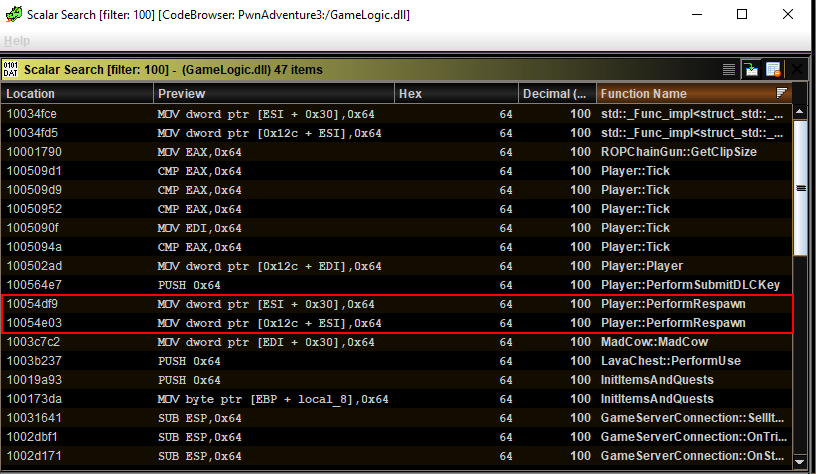 Scalar Search [filter: 100] [CodeBrowser: PwnAdventure3:/GameLogic.dll]
Help
0101 DAT Scalar Search [filter: 100] - (GameLogic.dll) 47 items
Location Preview Hex Decimal (... Function Name
10034fce MOV dword ptr [ESI + 0x30],0x64 64 100 std::_Func_impl<struct_std::_...
10034fd5 MOV dword ptr [0x12c + ESI],0x64 64 100 std::_Func_impl<struct_std::_...
10001790 MOV EAX,0x64 64 100 ROPChainGun::GetClipSize
100509d1 CMP EAX,0x64 64 100 Player::Tick
100509d9 CMP EAX,0x64 64 100 Player::Tick
10050952 CMP EAX,0x64 64 100 Player::Tick
1005090f MOV EDI,0x64 64 100 Player::Tick
1005094a CMP EAX,0x64 64 100 Player::Tick
100502ad MOV dword ptr [0x12c + EDI],0x64 64 100 Player::Player
100564e7 PUSH 0x64 64 100 Player::PerformSubmitDLCKey
10054df9 MOV dword ptr [ESI + 0x30],0x64 64 100 Player::PerformRespawn
10054e03 MOV dword ptr [0x12c + ESI],0x64 64 100 Player::PerformRespawn
1003c7c2 MOV dword ptr [EDI + 0x30],0x64 64 100 MadCow::MadCow
1003b237 PUSH 0x64 64 100 LavaChest::PerformUse
10019a93 PUSH 0x64 64 100 InitItemsAndQuests
100173da MOV byte ptr [EBP + local_8],0x64 64 100 InitItemsAndQuests
10031641 SUB ESP,0x64 64 100 GameServerConnection::SellIt...
1002dbf1 SUB ESP,0x64 64 100 GameServerConnection::OnTri...
1002d171 SUB ESP,0x64 64 100 GameServerConnection::OnSt...